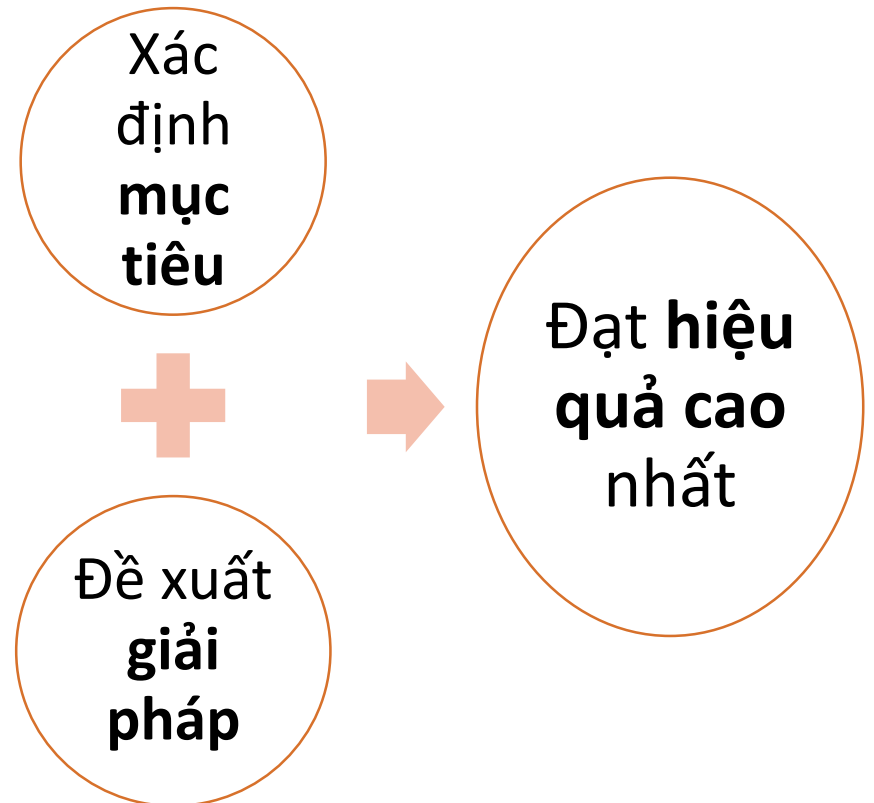 Xác
định
mục
tiêu
Đề xuất
giải
pháp
Đạt hiệu
quả cao
nhất